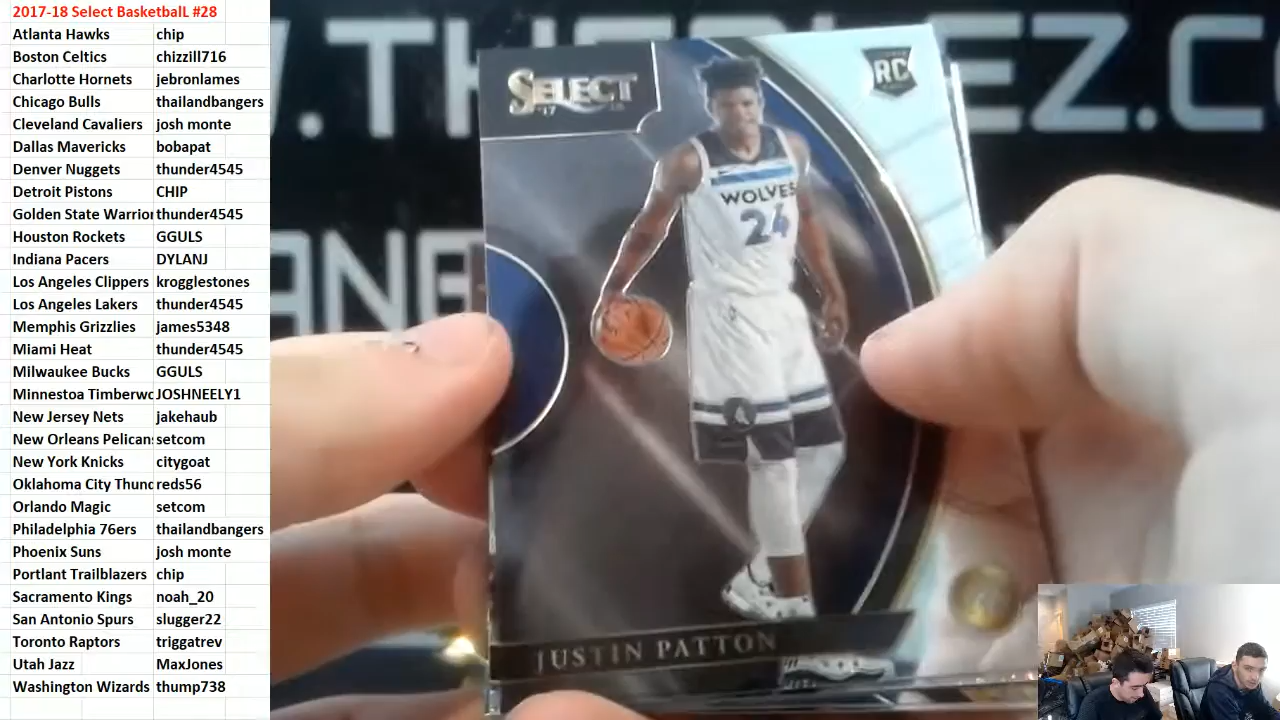 2017-18 Select BasketbalL #28
Atlanta Hawks chip
Boston Celtics chizzill716
Charlotte Hornets jebronlames
Chicago Bulls thailandbangers
Cleveland Cavaliers josh monte
Dallas Mavericks bobapat
Denver Nuggets thunder4545
Detroit Pistons CHIP
Golden State Warrior thunder4545
Houston Rockets GGULS
Indiana Pacers DYLANJ
Los Angeles Clippers krogglestones
Los Angeles Lakers thunder4545
Memphis Grizzlies james5348
Miami Heat thunder4545
Milwaukee Bucks GGULS
Minnestoa Timberwo JOSHNEELY1
New Jersey Nets jakehaub
New Orleans Pelicans setcom
New York Knicks citygoat
Oklahoma City Thund reds56
Orlando Magic setcom
Philadelphia 76ers thailandbangers
Phoenix Suns josh monte
Portlant Trailblazers chip
Sacramento Kings noah_20
San Antonio Spurs slugger22
Toronto Raptors triggatrev
Utah Jazz MaxJones
Washington Wizards thump738
SELECT
RC
WOLVES
24
JUSTIN PATTON